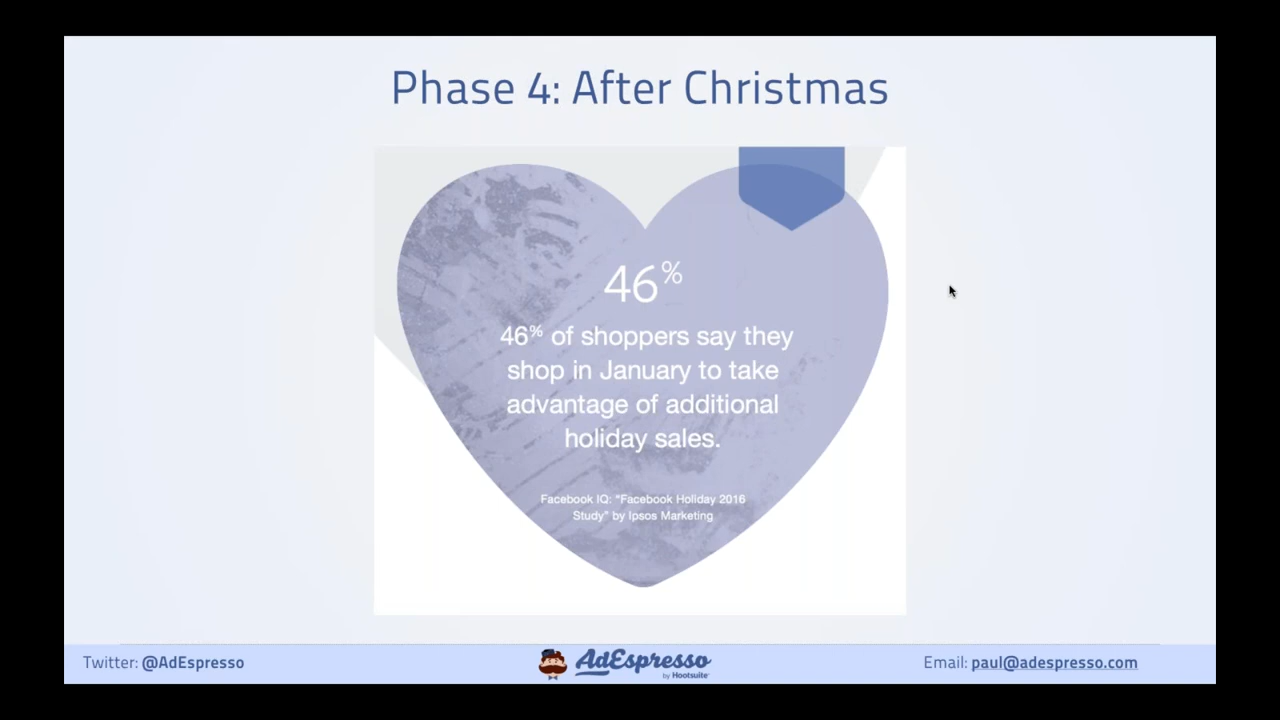 Phase 4: After Christmas
46%
46% of shoppers say they
shop in January to take
advantage of additional
holiday sales.
Facebook IQ: “Facebook Holiday 2016
Study” by Ipsos Marketing
Twitter: @AdEspresso
AdEspresso
by Hootsuite
Email: paul@adespresso.com